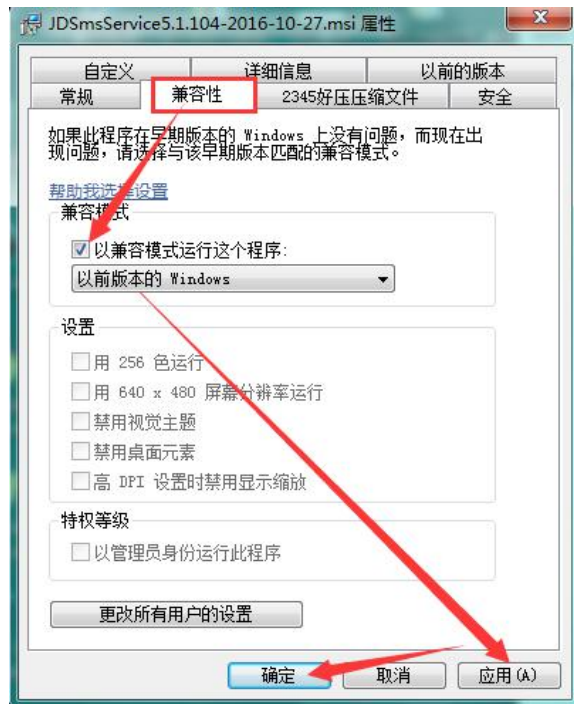 JDSmsService5.1.104-2016-10-27.msi 属性
自定义 详细信息 以前的版本
常规 兼容性 2345好压压缩文件 安全
如果此程序在早期版本的 Windows 上没有问题，而现在出
现问题，请选择与该早期版本匹配的兼容模式。
帮助我选择设置
兼容模式
以兼容模式运行这个程序:
以前版本的 Windows
设置
用 256 色运行
用 640 x 480 屏幕分辨率运行
禁用视觉主题
禁用桌面元素
高 DPI 设置时禁用显示缩放
特权等级
以管理员身份运行此程序
更改所有用户的设置
确定 取消 应用(A)